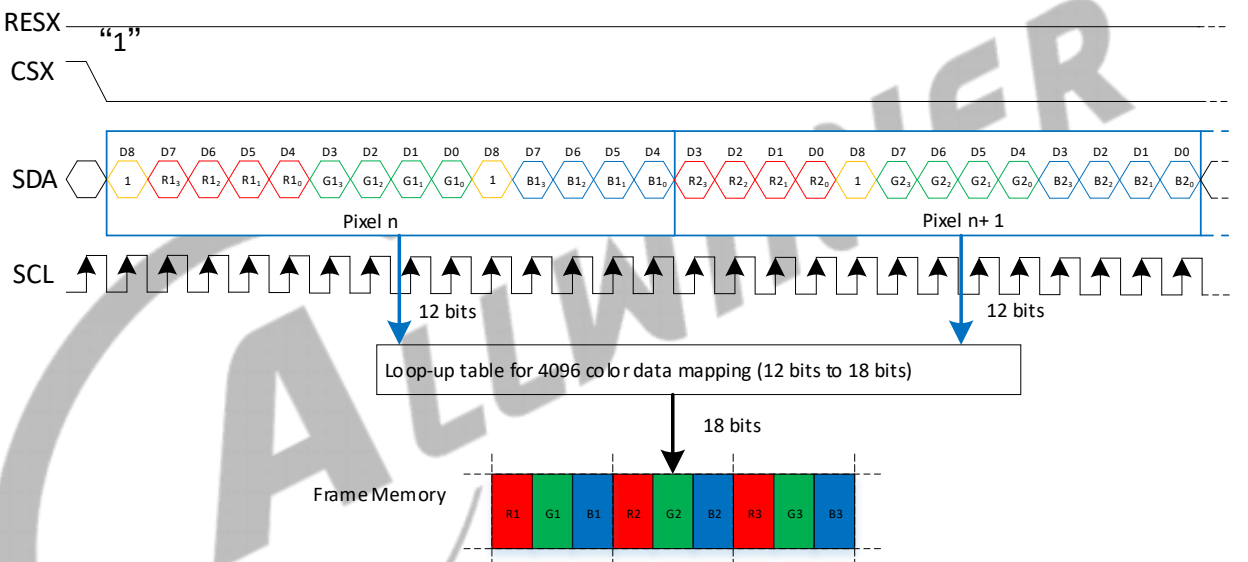 RESX
“1”
CSX
D8 D7 D6 D5 D4 D3 D2 D1 D0 D8 D7 D6 D5 D4 D3 D2 D1 D0 D8 D7 D6 D5 D4 D3 D2 D1 D0
SDA 1 R1₃ R1₂ R1₁ R1₀ G1₃ G1₂ G1₁ G1₀ 1 B1₃ B1₂ B1₁ B1₀ R2₃ R2₂ R2₁ R2₀ 1 G2₃ G2₂ G2₁ G2₀ B2₃ B2₂ B2₁ B2₀
Pixel n Pixel n+ 1
SCL
12 bits 12 bits
Loop-up table for 4096 color data mapping (12 bits to 18 bits)
18 bits
Frame Memory
R1 G1 B1 R2 G2 B2 R3 G3 B3
ALLWINNER